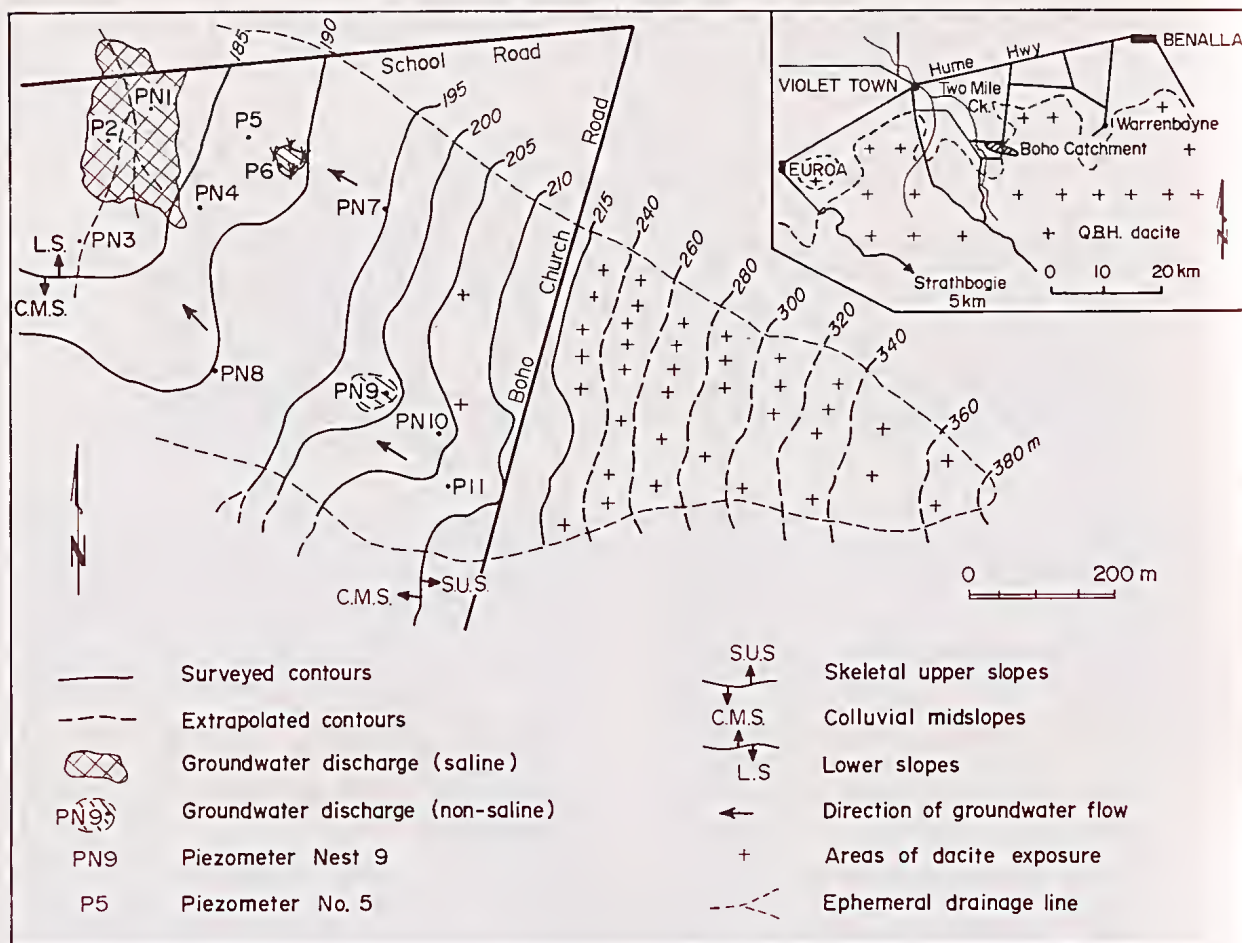 185
190
School Road
195
200
205
210
215
240
260
280
300
320
340
360
380 m
PN1
P2
P5
P6
PN4
PN7
PN3
L.S.
C.M.S.
PN8
PN9
PN10
P11
Boho Church Road
C.M.S.
S.U.S.
N
0 200 m
BENALLA
Hume Hwy
VIOLET TOWN
Two Mile
Ck.
Warrenbayne
Boho Catchment
EUROA
Q.B.H. dacite
N
0 10 20 km
Strathbogie
5km
Surveyed contours
Extrapolated contours
Groundwater discharge (saline)
PN9 Groundwater discharge (non-saline)
PN9 Piezometer Nest 9
P5 Piezometer No. 5
S.U.S
Skeletal upper slopes
C.M.S. Colluvial midslopes
L.S
Lower slopes
Direction of groundwater flow
+ Areas of dacite exposure
Ephemeral drainage line